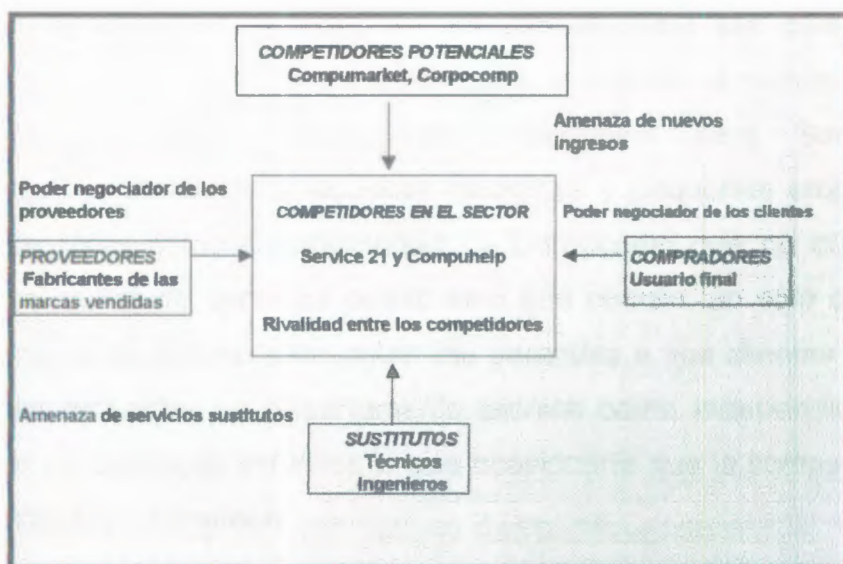 COMPETIDORES POTENCIALES
Compumarket, Corpocomp
Amenaza de nuevos
ingresos
Poder negociador de los
proveedores
COMPETIDORES EN EL SECTOR
Poder negociador de los clientes
PROVEEDORES
Fabricantes de las
marcas vendidas
Service 21 y Compuhelp
COMPRADORES
Usuario final
Rivalidad entre los competidores
Amenaza de servicios sustitutos
SUSTITUTOS
Técnicos
Ingenieros